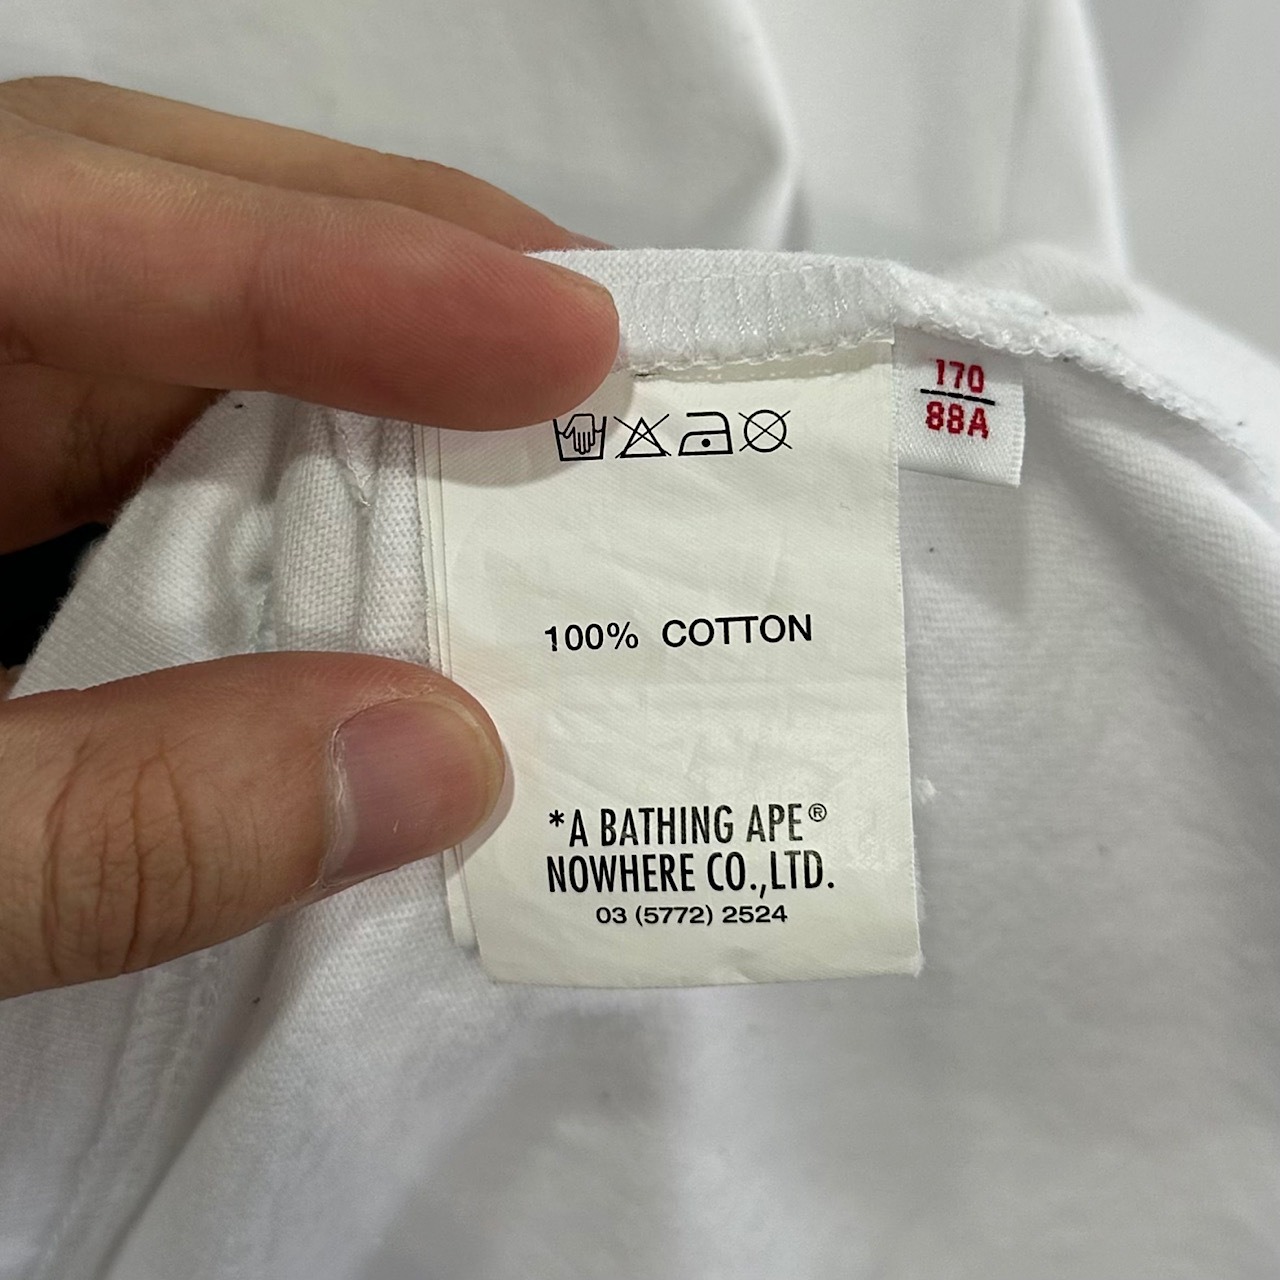 170
88A
100% COTTON
*A BATHING APE®
NOWHERE CO.,LTD.
03 (5772) 2524